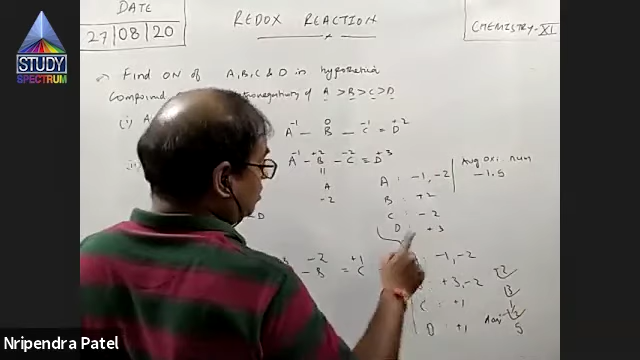 DATE
27/08/20
REDOX REACTION
CHEMISTRY-XI
STUDY
SPECTRUM
Find ON of A, B, C & D in hypothetical
Compound
electronegativity of A > B > C > D
(i) A
A⁻¹ – B⁰ – C⁻¹ = D⁺²
A⁻¹ – B⁺² – C⁻² = D⁺³
A
-2
D
A : -1, -2
B : +2
C : -2
D : +3
Avg oxi. num
-1.5
-2 +1
B = C
: -1, -2
: +3, -2
C : +1
D : +1
5
Nripendra Patel